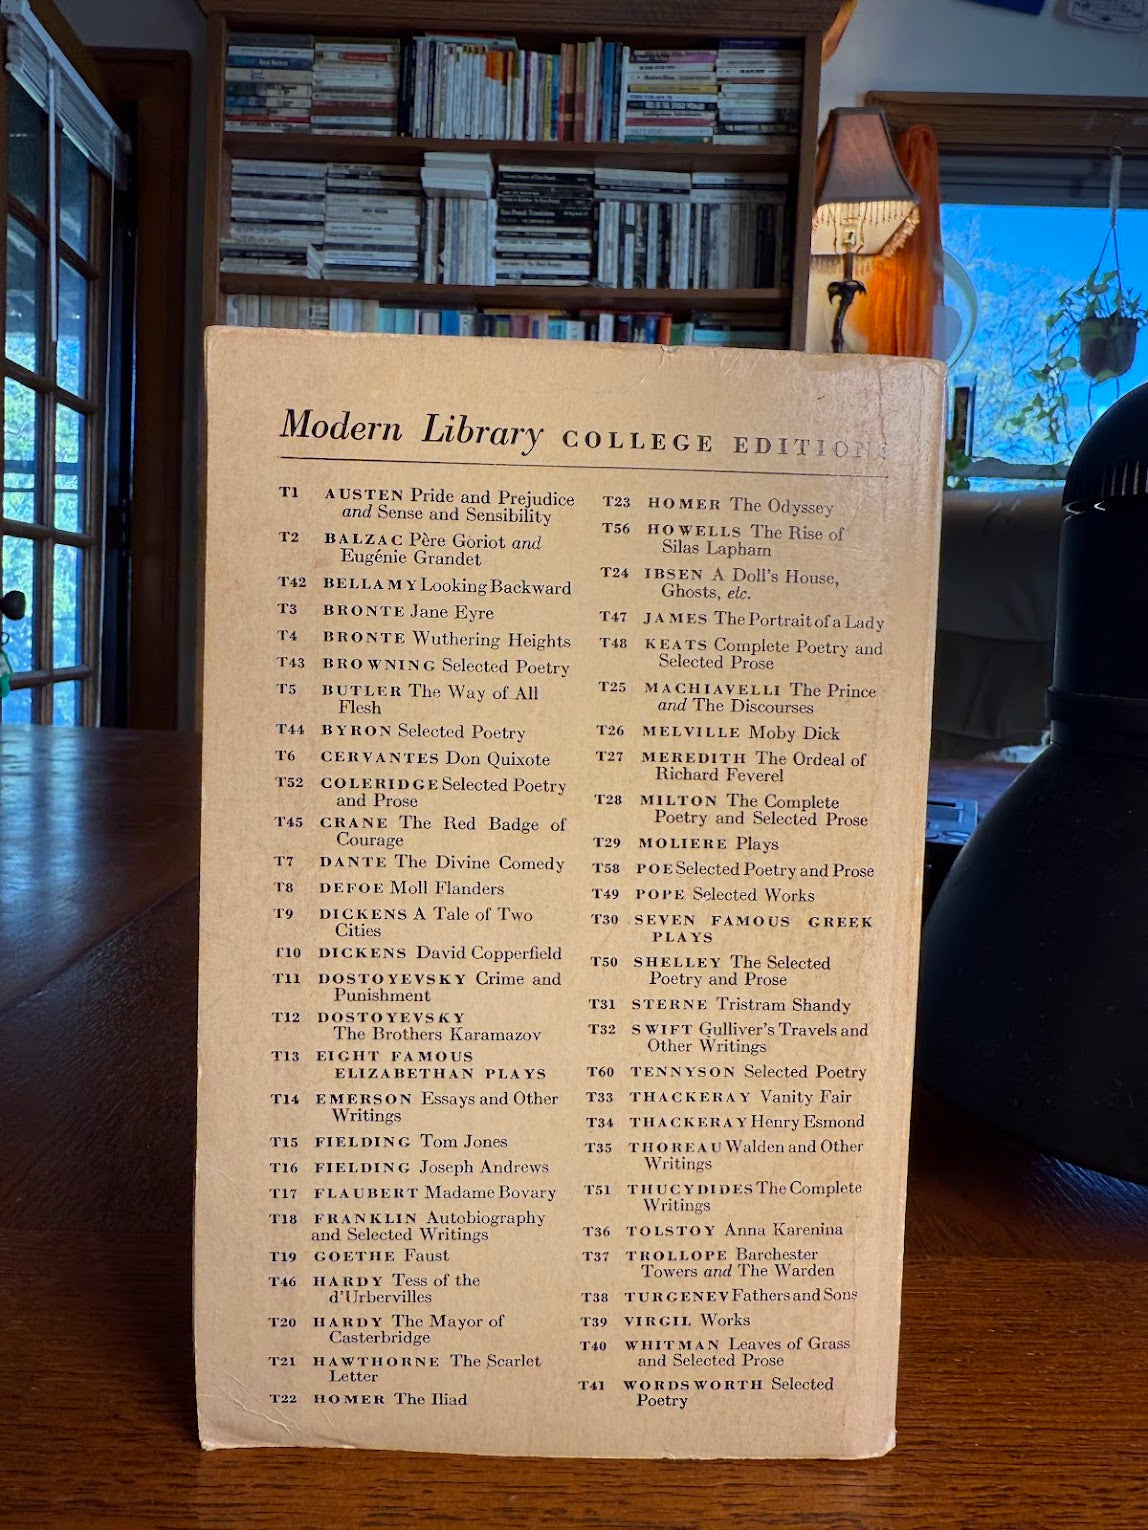 Modern Library COLLEGE EDITIONS
T1 AUSTEN Pride and Prejudice
and Sense and Sensibility
T2 BALZAC Père Goriot and
Eugénie Grandet
T42 BELLAMY Looking Backward
T3 BRONTE Jane Eyre
T4 BRONTE Wuthering Heights
T43 BROWNING Selected Poetry
T5 BUTLER The Way of All
Flesh
T44 BYRON Selected Poetry
T6 CERVANTES Don Quixote
T52 COLERIDGE Selected Poetry
and Prose
T45 CRANE The Red Badge of
Courage
T7 DANTE The Divine Comedy
T8 DEFOE Moll Flanders
T9 DICKENS A Tale of Two
Cities
T10 DICKENS David Copperfield
T11 DOSTOYEVSKY Crime and
Punishment
T12 DOSTOYEVSKY
The Brothers Karamazov
T13 EIGHT FAMOUS
ELIZABETHAN PLAYS
T14 EMERSON Essays and Other
Writings
T15 FIELDING Tom Jones
T16 FIELDING Joseph Andrews
T17 FLAUBERT Madame Bovary
T18 FRANKLIN Autobiography
and Selected Writings
T19 GOETHE Faust
T46 HARDY Tess of the
d'Urbervilles
T20 HARDY The Mayor of
Casterbridge
T21 HAWTHORNE The Scarlet
Letter
T22 HOMER The Iliad
T23 HOMER The Odyssey
T56 HOWELLS The Rise of
Silas Lapham
T24 IBSEN A Doll's House,
Ghosts, etc.
T47 JAMES The Portrait of a Lady
T48 KEATS Complete Poetry and
Selected Prose
T25 MACHIAVELLI The Prince
and The Discourses
T26 MELVILLE Moby Dick
T27 MEREDITH The Ordeal of
Richard Feverel
T28 MILTON The Complete
Poetry and Selected Prose
T29 MOLIERE Plays
T58 POE Selected Poetry and Prose
T49 POPE Selected Works
T30 SEVEN FAMOUS GREEK
PLAYS
T50 SHELLEY The Selected
Poetry and Prose
T31 STERNE Tristram Shandy
T32 SWIFT Gulliver's Travels and
Other Writings
T60 TENNYSON Selected Poetry
T33 THACKERAY Vanity Fair
T34 THACKERAY Henry Esmond
T35 THOREAU Walden and Other
Writings
T51 THUCYDIDES The Complete
Writings
T36 TOLSTOY Anna Karenina
T37 TROLLOPE Barchester
Towers and The Warden
T38 TURGENEV Fathers and Sons
T39 VIRGIL Works
T40 WHITMAN Leaves of Grass
and Selected Prose
T41 WORDSWORTH Selected
Poetry